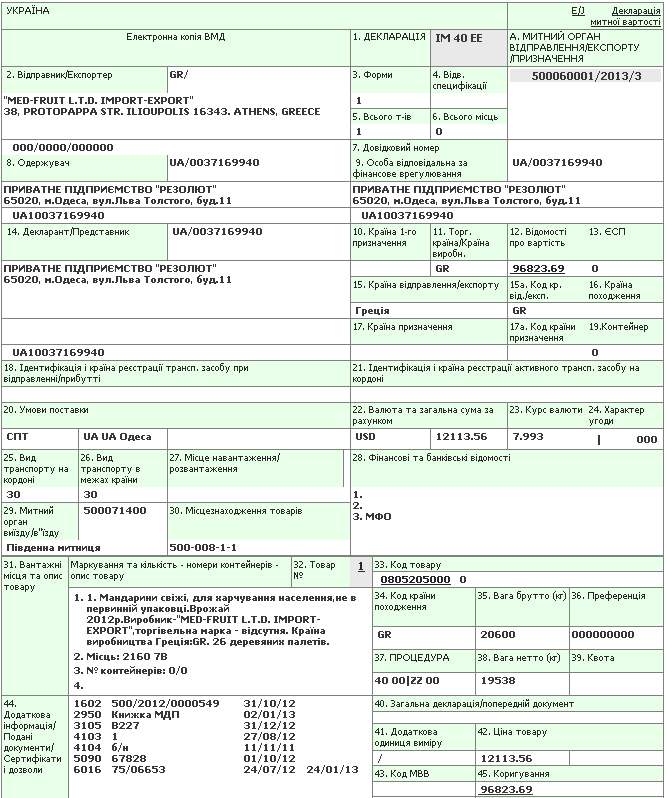 УКРАЇНА
Е/J Декларація
митної вартості
Електронна копія ВМД
1. ДЕКЛАРАЦІЯ
IM 40 EE
А. МИТНИЙ ОРГАН
ВІДПРАВЛЕННЯ/ЕКСПОРТУ
/ПРИЗНАЧЕННЯ
500060001/2013/3
2. Відправник/Експортер
GR/
3. Форми
4. Відв.
специфікації
1
"MED-FRUIT L.T.D. IMPORT-EXPORT"
38, PROTOPAPPA STR. ILIOUPOLIS 16343. ATHENS, GREECE
5. Всього т-ів
6. Всього місць
1
0
000/0000/000000
7. Довідковий номер
8. Одержувач
UA/0037169940
9. Особа відповідальна за
фінансове врегулювання
UA/0037169940
ПРИВАТНЕ ПІДПРИЄМСТВО "РЕЗОЛЮТ"
65020, м.Одеса, вул.Льва Толстого, буд.11
UA10037169940
ПРИВАТНЕ ПІДПРИЄМСТВО "РЕЗОЛЮТ"
65020, м.Одеса, вул.Льва Толстого, буд.11
UA10037169940
14. Декларант/Представник
UA/0037169940
10. Країна 1-го
призначення
11. Торг.
країна/Країна
виробн.
12. Відомості
про вартість
13. ЄСП
GR
96823.69
0
ПРИВАТНЕ ПІДПРИЄМСТВО "РЕЗОЛЮТ"
65020, м.Одеса, вул.Льва Толстого, буд.11
15. Країна відправлення/експорту
15а. Код кр.
від./експ.
16. Країна
походження
Греція
GR
17. Країна призначення
17а. Код країни
призначення
19.Контейнер
UA10037169940
0
18. Ідентифікація і країна реєстрації трансп. засобу при
відправленні/прибутті
21. Ідентифікація і країна реєстрації активного трансп. засобу на
кордоні
20. Умови поставки
22. Валюта та загальна сума за
рахунком
23. Курс валюти
24. Характер
угоди
СПТ
UA UA Одеса
USD
12113.56
7.993
| 000
25. Вид
транспорту на
кордоні
26. Вид
транспорту в
межах країни
27. Місце навантаження/
розвантаження
28. Фінансові та банківські відомості
30
30
1.
2.
3. МФО
29. Митний
орган
виїзду/в"їзду
500071400
30. Місцезнаходження товарів
Південна митниця
500-008-1-1
31. Вантажні
місця та опис
товару
Маркування та кількість - номери контейнерів -
опис товару
32. Товар
№
1
33. Код товару
0805205000 0
1. 1. Мандарини свіжі, для харчування населення,не в
первинній упаковці.Врожай
2012р.Виробник-"MED-FRUIT L.T.D. IMPORT-
EXPORT",торгівельна марка - відсутня. Країна
виробництва Греція:GR. 26 деревяних палетів.
2. Місць: 2160 7В
3. № контейнерів: 0/0
4.
34. Код країни
походження
35. Вага брутто (кг)
36. Преференція
GR
20600
000000000
37. ПРОЦЕДУРА
38. Вага нетто (кг)
39. Квота
40 00|ZZ 00
19538
44.
Додаткова
інформація/
Подані
документи/
Сертифікати
і дозволи
1602 500/2012/0000549 31/10/12
2950 Книжка МДП 02/01/13
3105 В227 31/12/12
4103 1 27/08/12
4104 б/н 11/11/11
5090 67828 01/10/12
6016 75/06653 24/07/12 24/01/13
40. Загальна декларація/попередній документ
41. Додаткова
одиниця виміру
42. Ціна товару
/
12113.56
43. Код МВВ
45. Коригування
96823.69